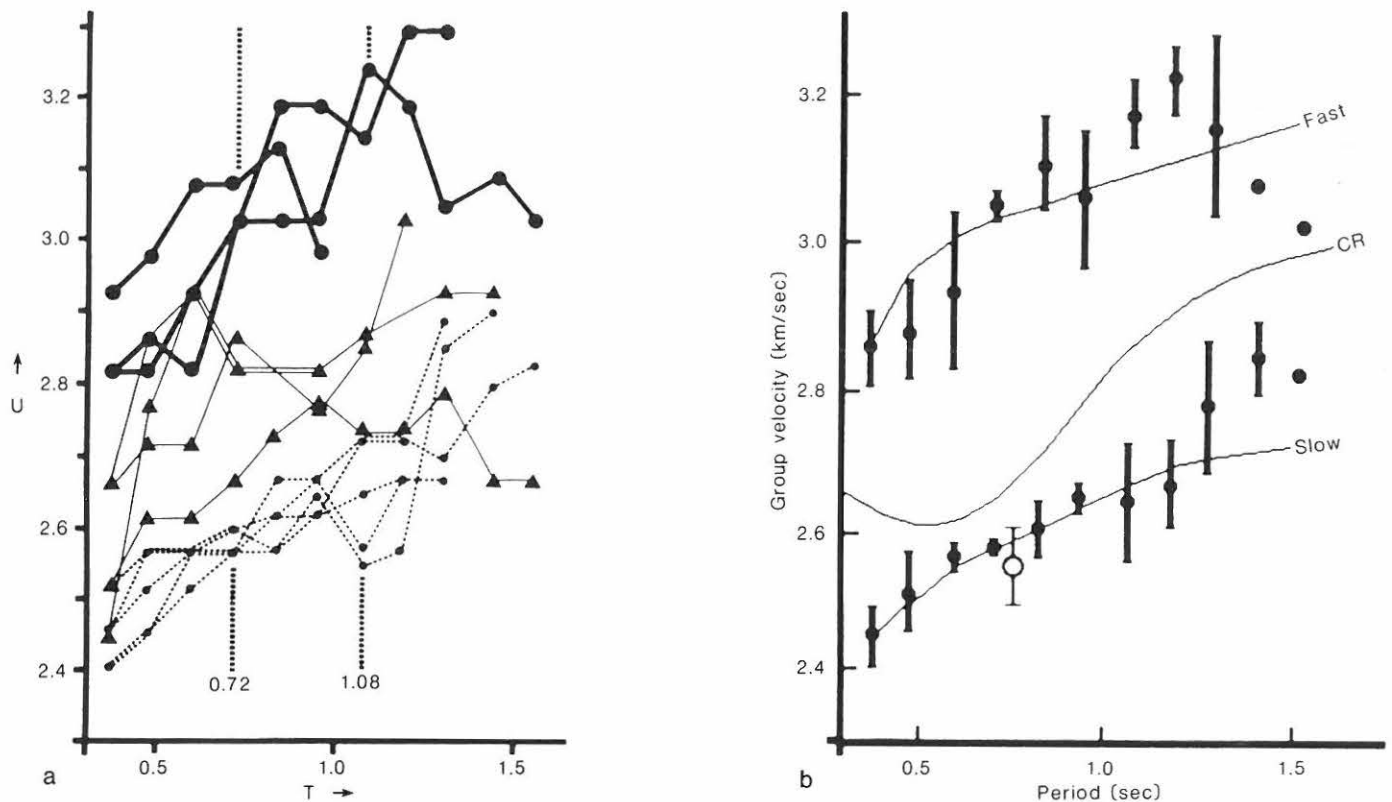 3.2
3.0
2.8
2.6
2.4
↑
U
0.72
1.08
0.5
1.0
1.5
T →
a
3.2
3.0
2.8
2.6
2.4
Group velocity (km/sec)
Fast
CR
Slow
0.5
1.0
1.5
Period (sec)
b